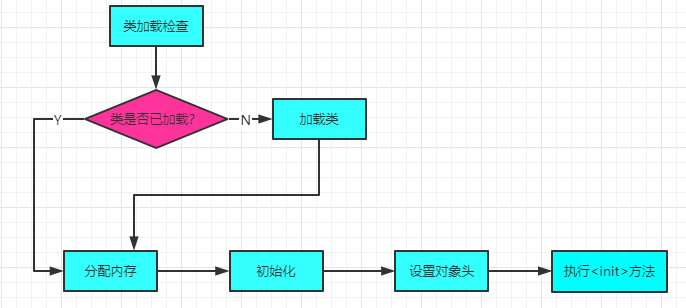 类加载检查
类是否已加载?
Y
N
加载类
分配内存
初始化
设置对象头
执行<init>方法